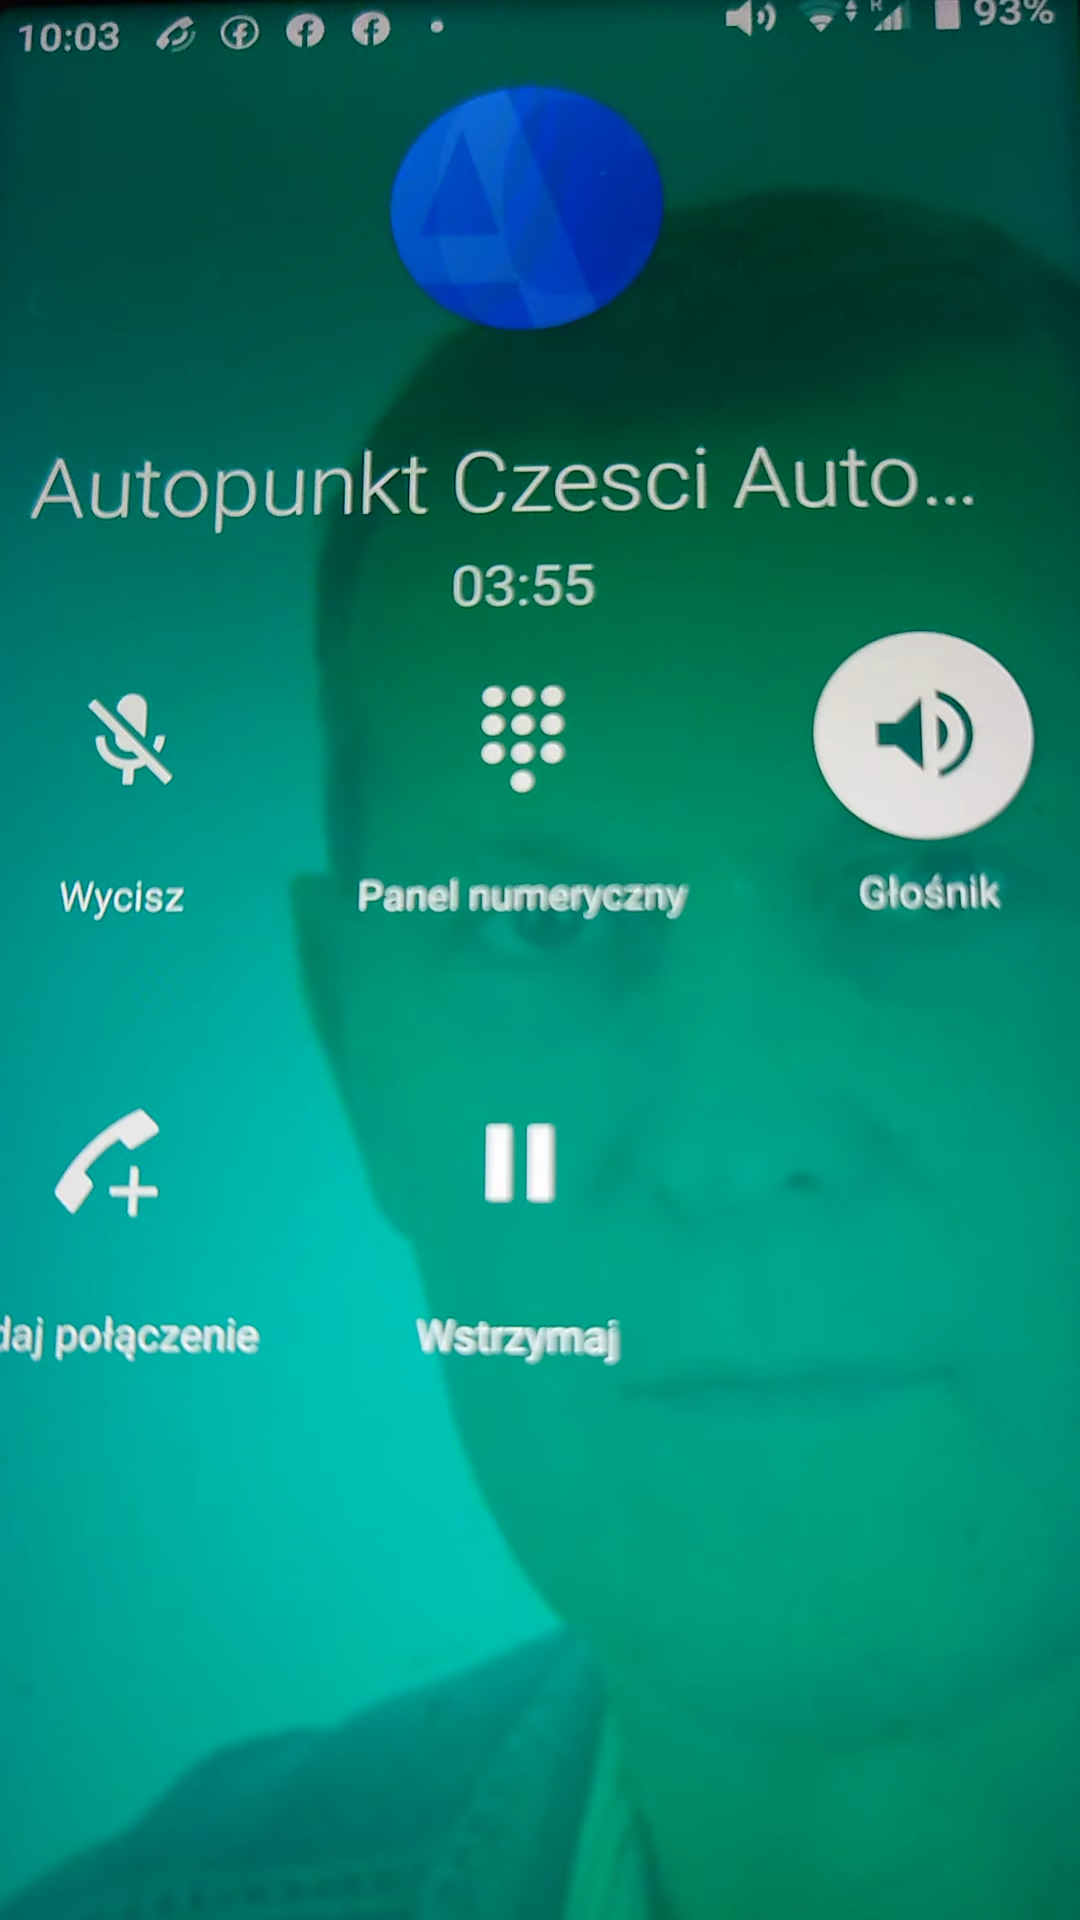 10:03
93%
Autopunkt Czesci Auto...
03:55
Wycisz
Panel numeryczny
Głośnik
daj połączenie
Wstrzymaj